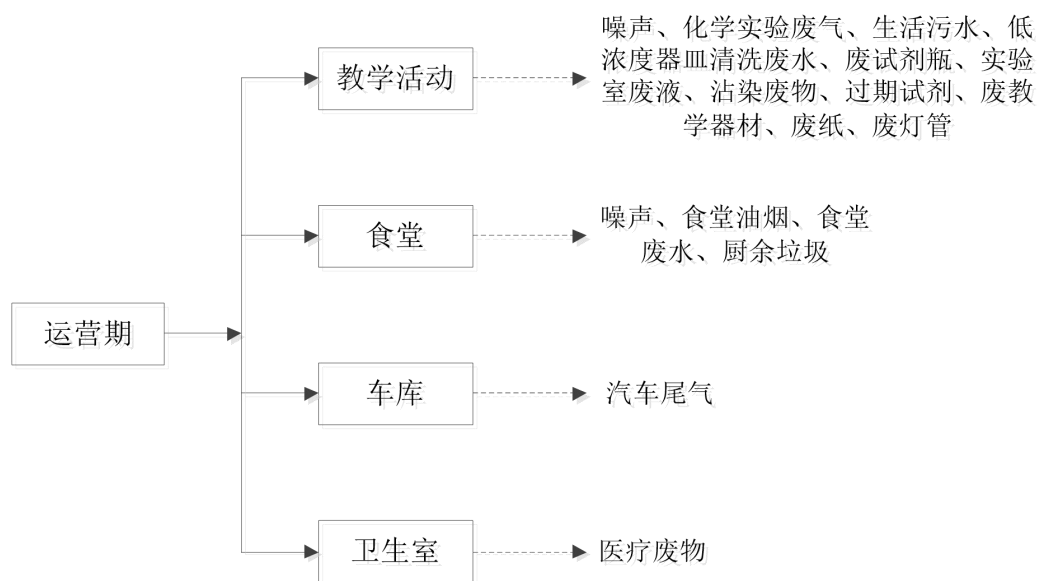 噪声、化学实验废气、生活污水、低
浓度器皿清洗废水、废试剂瓶、实验
室废液、沾染废物、过期试剂、废教
学器材、废纸、废灯管
教学活动
噪声、食堂油烟、食堂
废水、厨余垃圾
食堂
运营期
车库
汽车尾气
卫生室
医疗废物